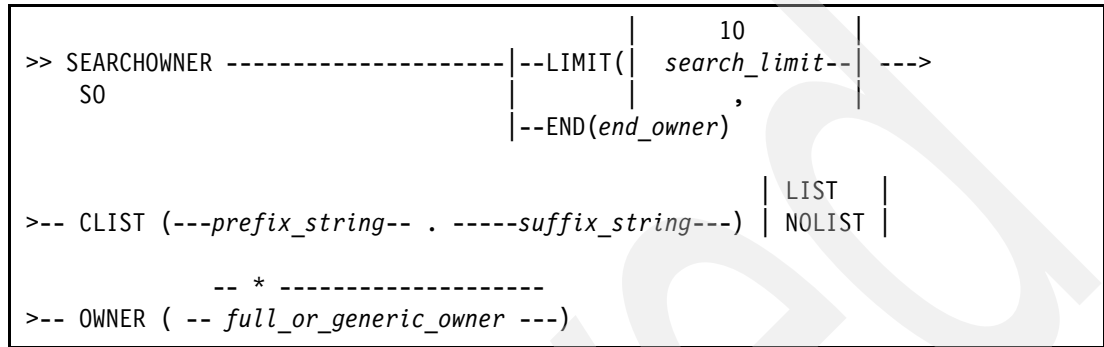 |      10      |
>> SEARCHOWNER ---------------------|--LIMIT(|  search_limit--| --->
    SO                              |        |       ,      |
                                    |--END(end_owner)
                                                       | LIST   |
>-- CLIST (---prefix_string-- . -----suffix_string---) | NOLIST |
              -- * --------------------
>-- OWNER ( -- full_or_generic_owner ---)